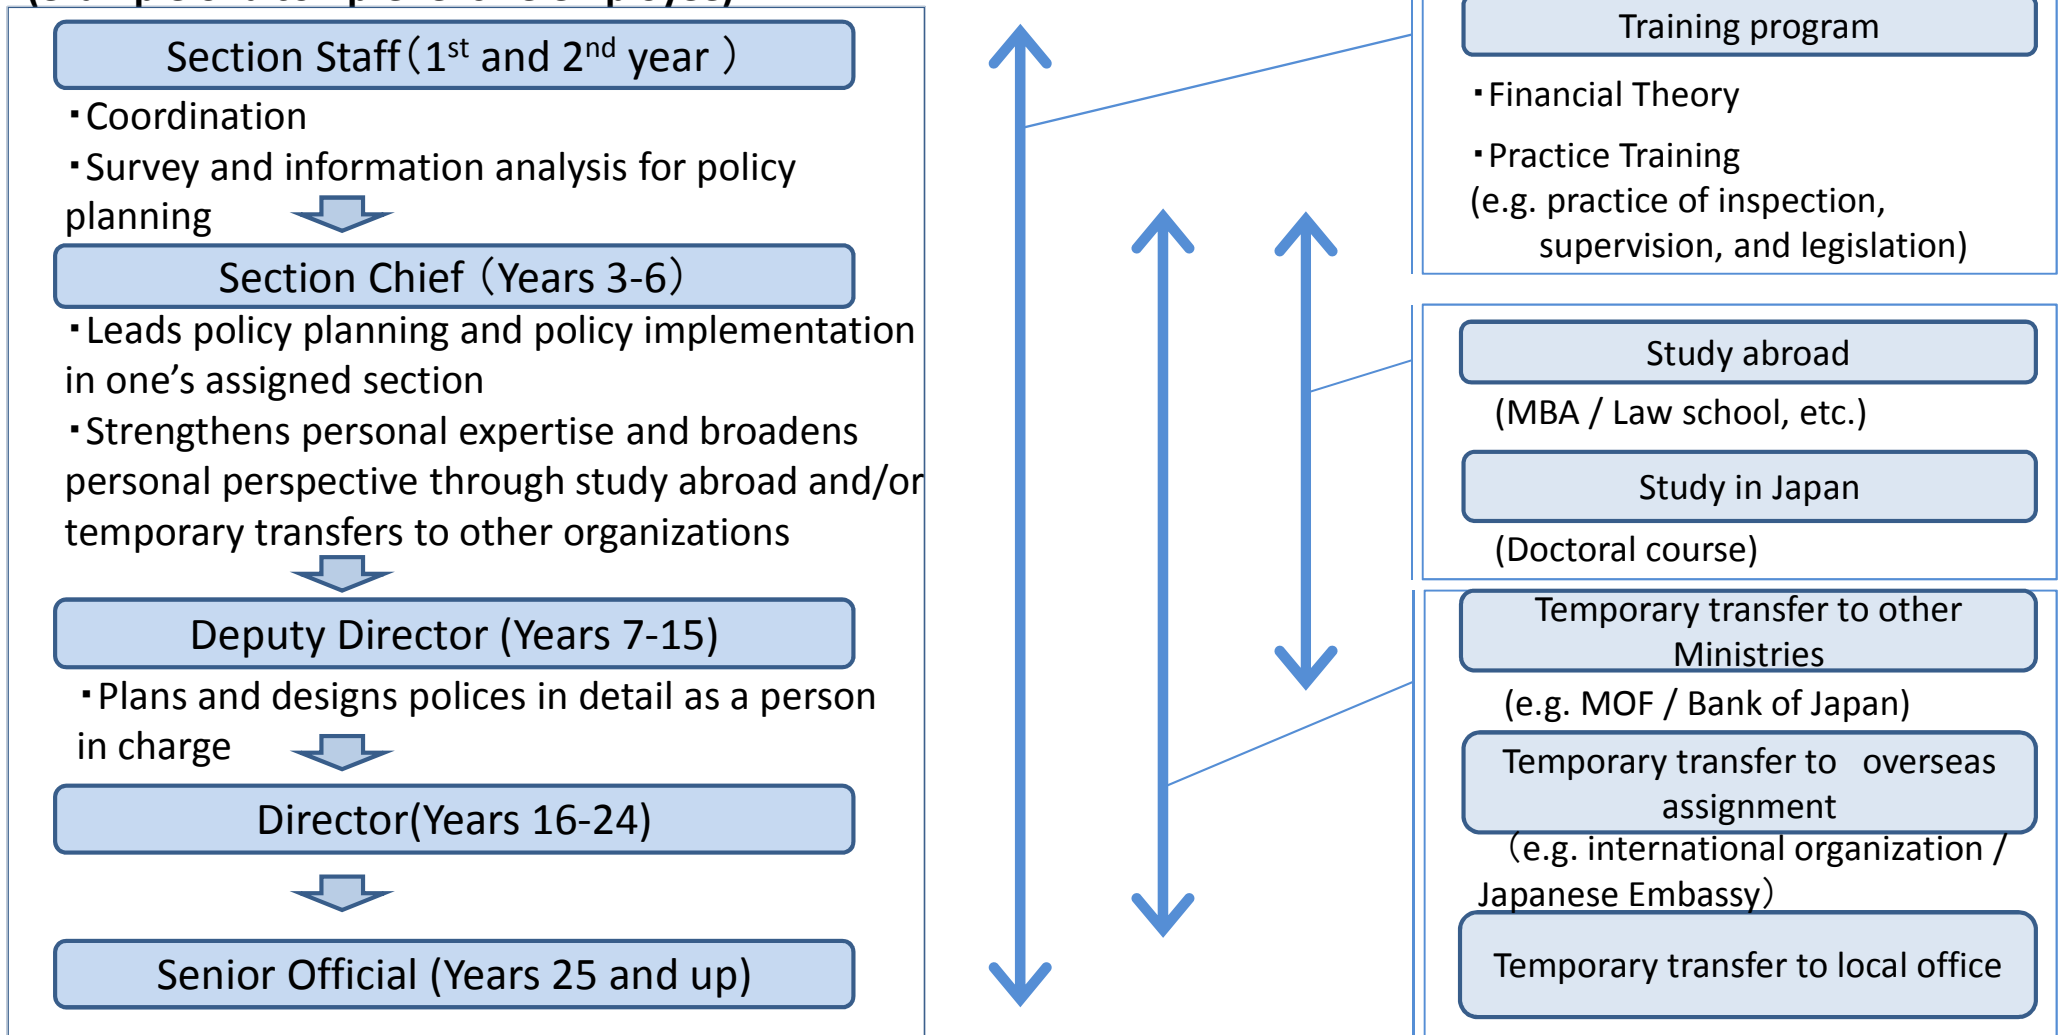 Section Staff（1st and 2nd year ）
・Coordination
・Survey and information analysis for policy
planning
Section Chief （Years 3-6）
・Leads policy planning and policy implementation
in one’s assigned section
・Strengthens personal expertise and broadens
personal perspective through study abroad and/or
temporary transfers to other organizations
Deputy Director (Years 7-15)
・Plans and designs polices in detail as a person
in charge
Director(Years 16-24)
Senior Official (Years 25 and up)
Training program
・Financial Theory
・Practice Training
(e.g. practice of inspection,
supervision, and legislation)
Study abroad
(MBA / Law school, etc.)
Study in Japan
(Doctoral course)
Temporary transfer to other
Ministries
(e.g. MOF / Bank of Japan)
Temporary transfer to overseas
assignment
（e.g. international organization /
Japanese Embassy）
Temporary transfer to local office